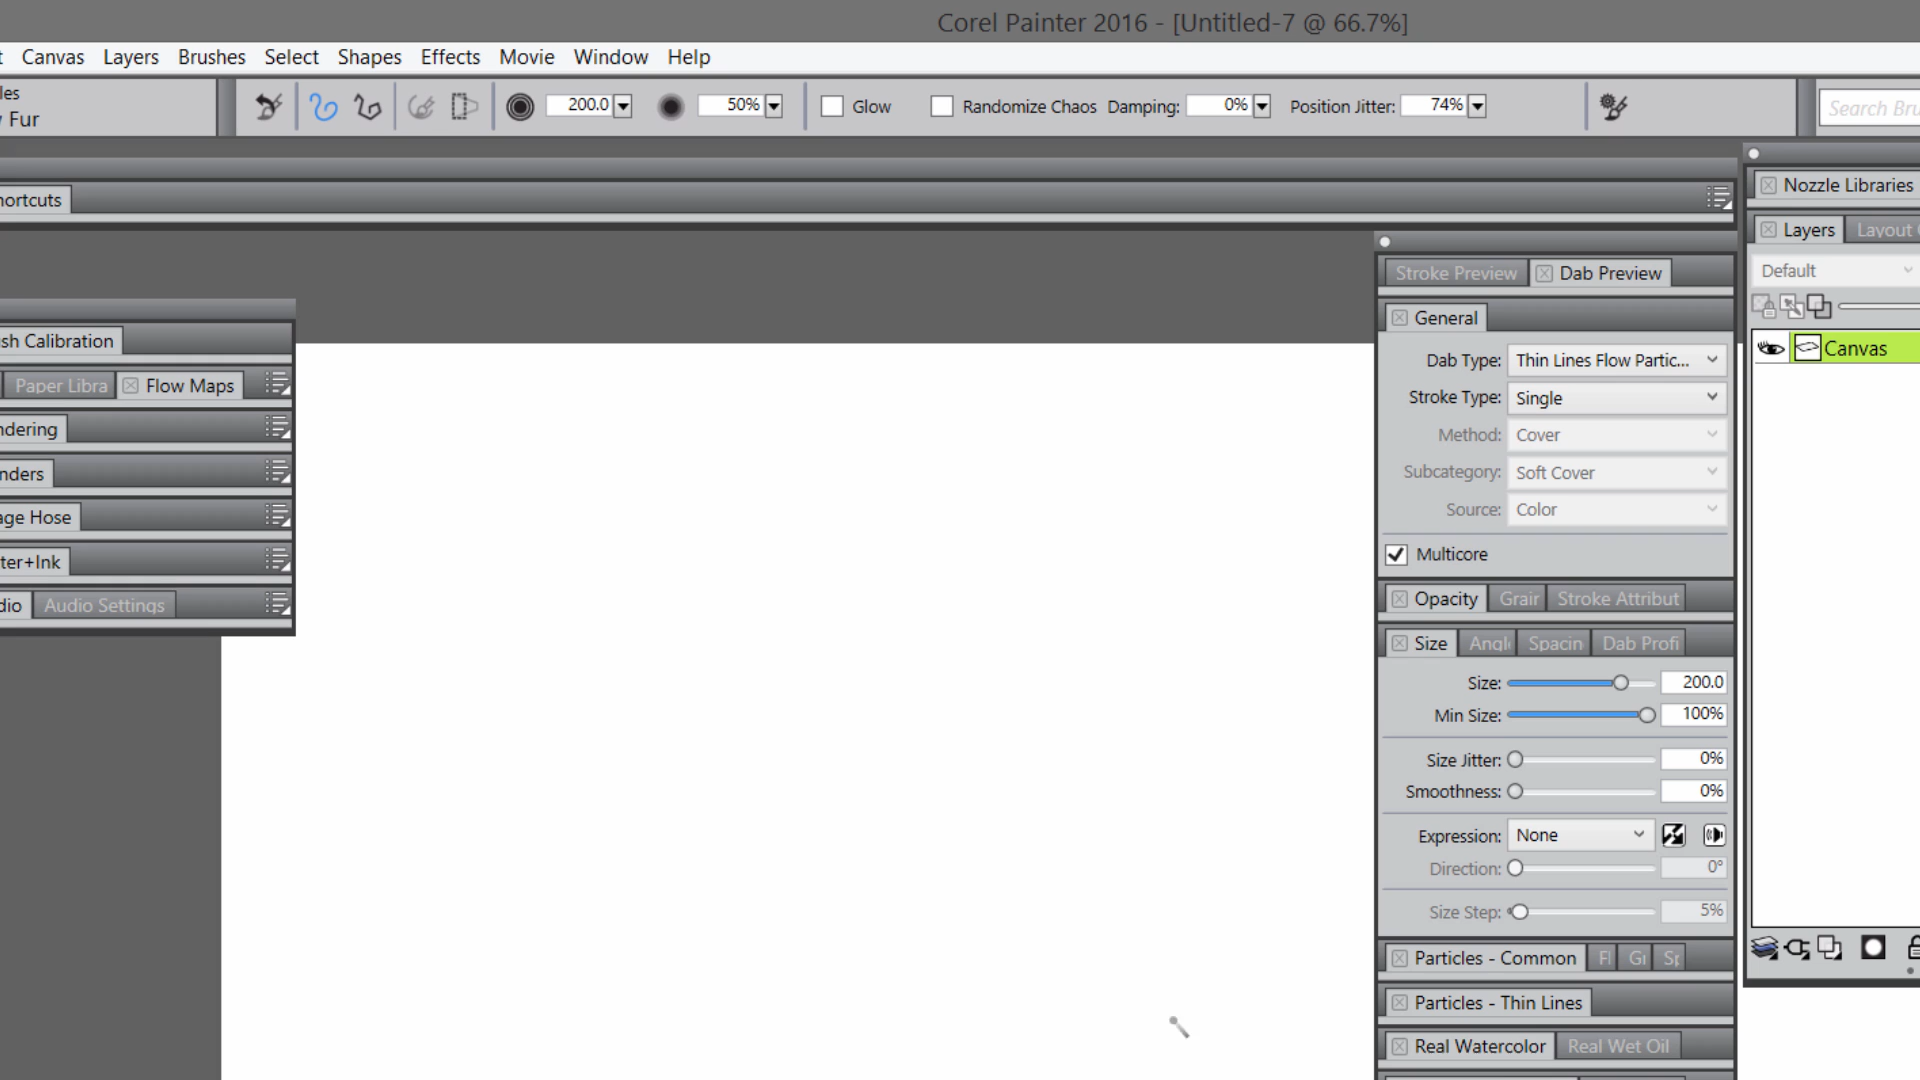 Corel Painter 2016 - [Untitled-7 @ 66.7%]
t Canvas Layers Brushes Select Shapes Effects Movie Window Help
les
Fur
200.0 50% Glow Randomize Chaos Damping: 0% Position Jitter: 74% Search Bru
ortcuts
Nozzle Libraries
Layers Layout
Default
Canvas
sh Calibration
Paper Libra Flow Maps
ndering
nders
age Hose
ter+Ink
dio Audio Settings
Stroke Preview Dab Preview
General
Dab Type: Thin Lines Flow Partic...
Stroke Type: Single
Method: Cover
Subcategory: Soft Cover
Source: Color
Multicore
Opacity Grair Stroke Attribut
Size Angl Spacin Dab Profi
Size: 200.0
Min Size: 100%
Size Jitter: 0%
Smoothness: 0%
Expression: None
Direction: 0°
Size Step: 5%
Particles - Common Fl Gr Sp
Particles - Thin Lines
Real Watercolor Real Wet Oil